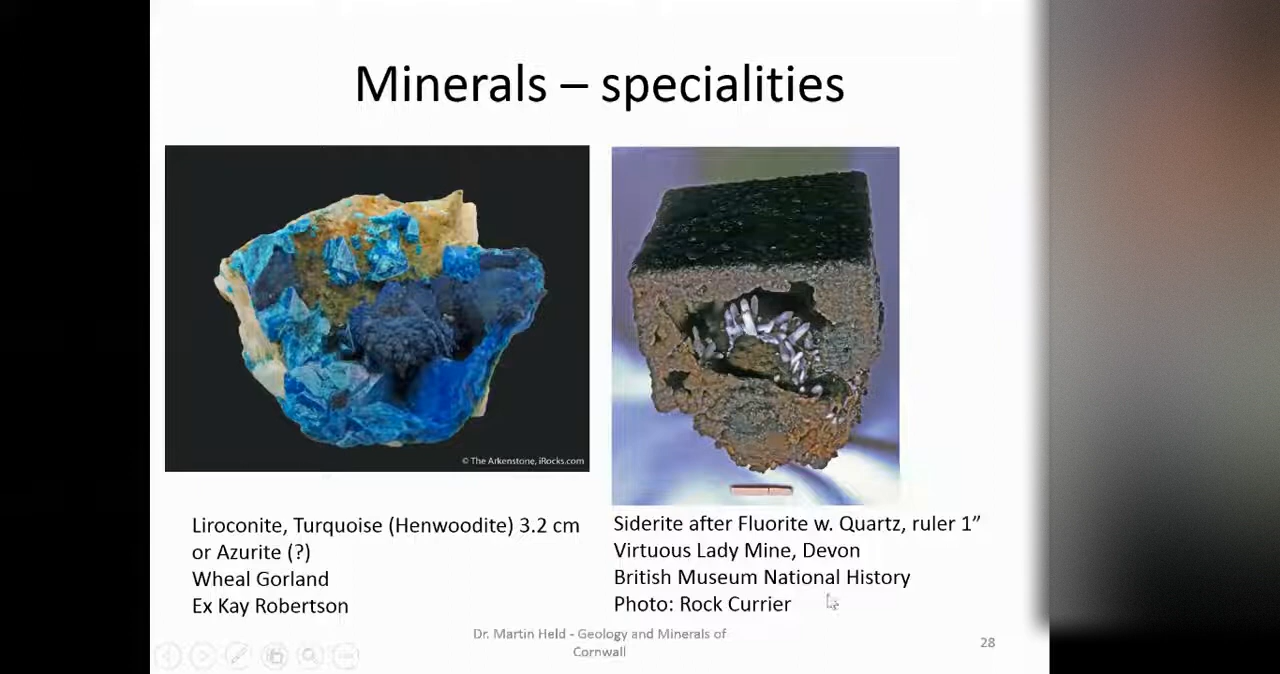 Minerals – specialities
© The Arkenstone, iRocks.com
Liroconite, Turquoise (Henwoodite) 3.2 cm
or Azurite (?)
Wheal Gorland
Ex Kay Robertson
Siderite after Fluorite w. Quartz, ruler 1”
Virtuous Lady Mine, Devon
British Museum National History
Photo: Rock Currier
Dr. Martin Held - Geology and Minerals of
Cornwall
28